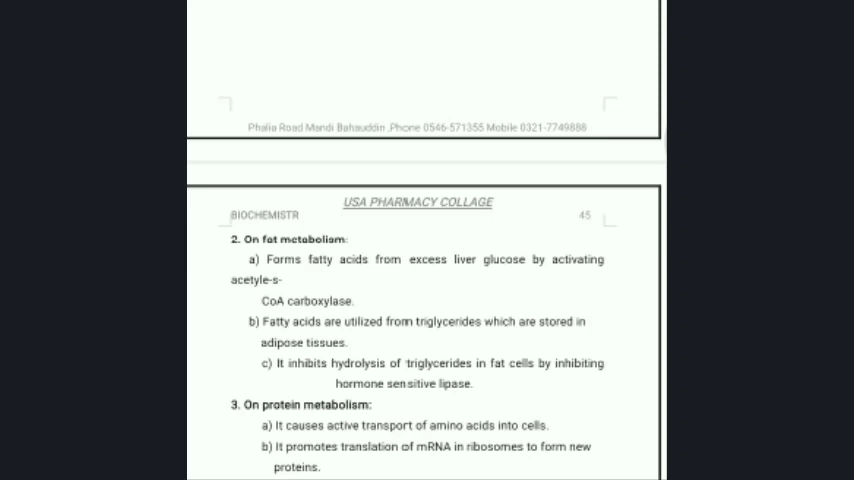 Phalia Road Mandi Bahauddin ,Phone 0546-571355 Mobile 0321-7749888
USA PHARMACY COLLAGE
BIOCHEMISTR 45
2. On fat metabolism:
a) Forms fatty acids from excess liver glucose by activating
acetyle-s-
CoA carboxylase.
b) Fatty acids are utilized from triglycerides which are stored in
adipose tissues.
c) It inhibits hydrolysis of triglycerides in fat cells by inhibiting
hormone sensitive lipase.
3. On protein metabolism:
a) It causes active transport of amino acids into cells.
b) It promotes translation of mRNA in ribosomes to form new
proteins.